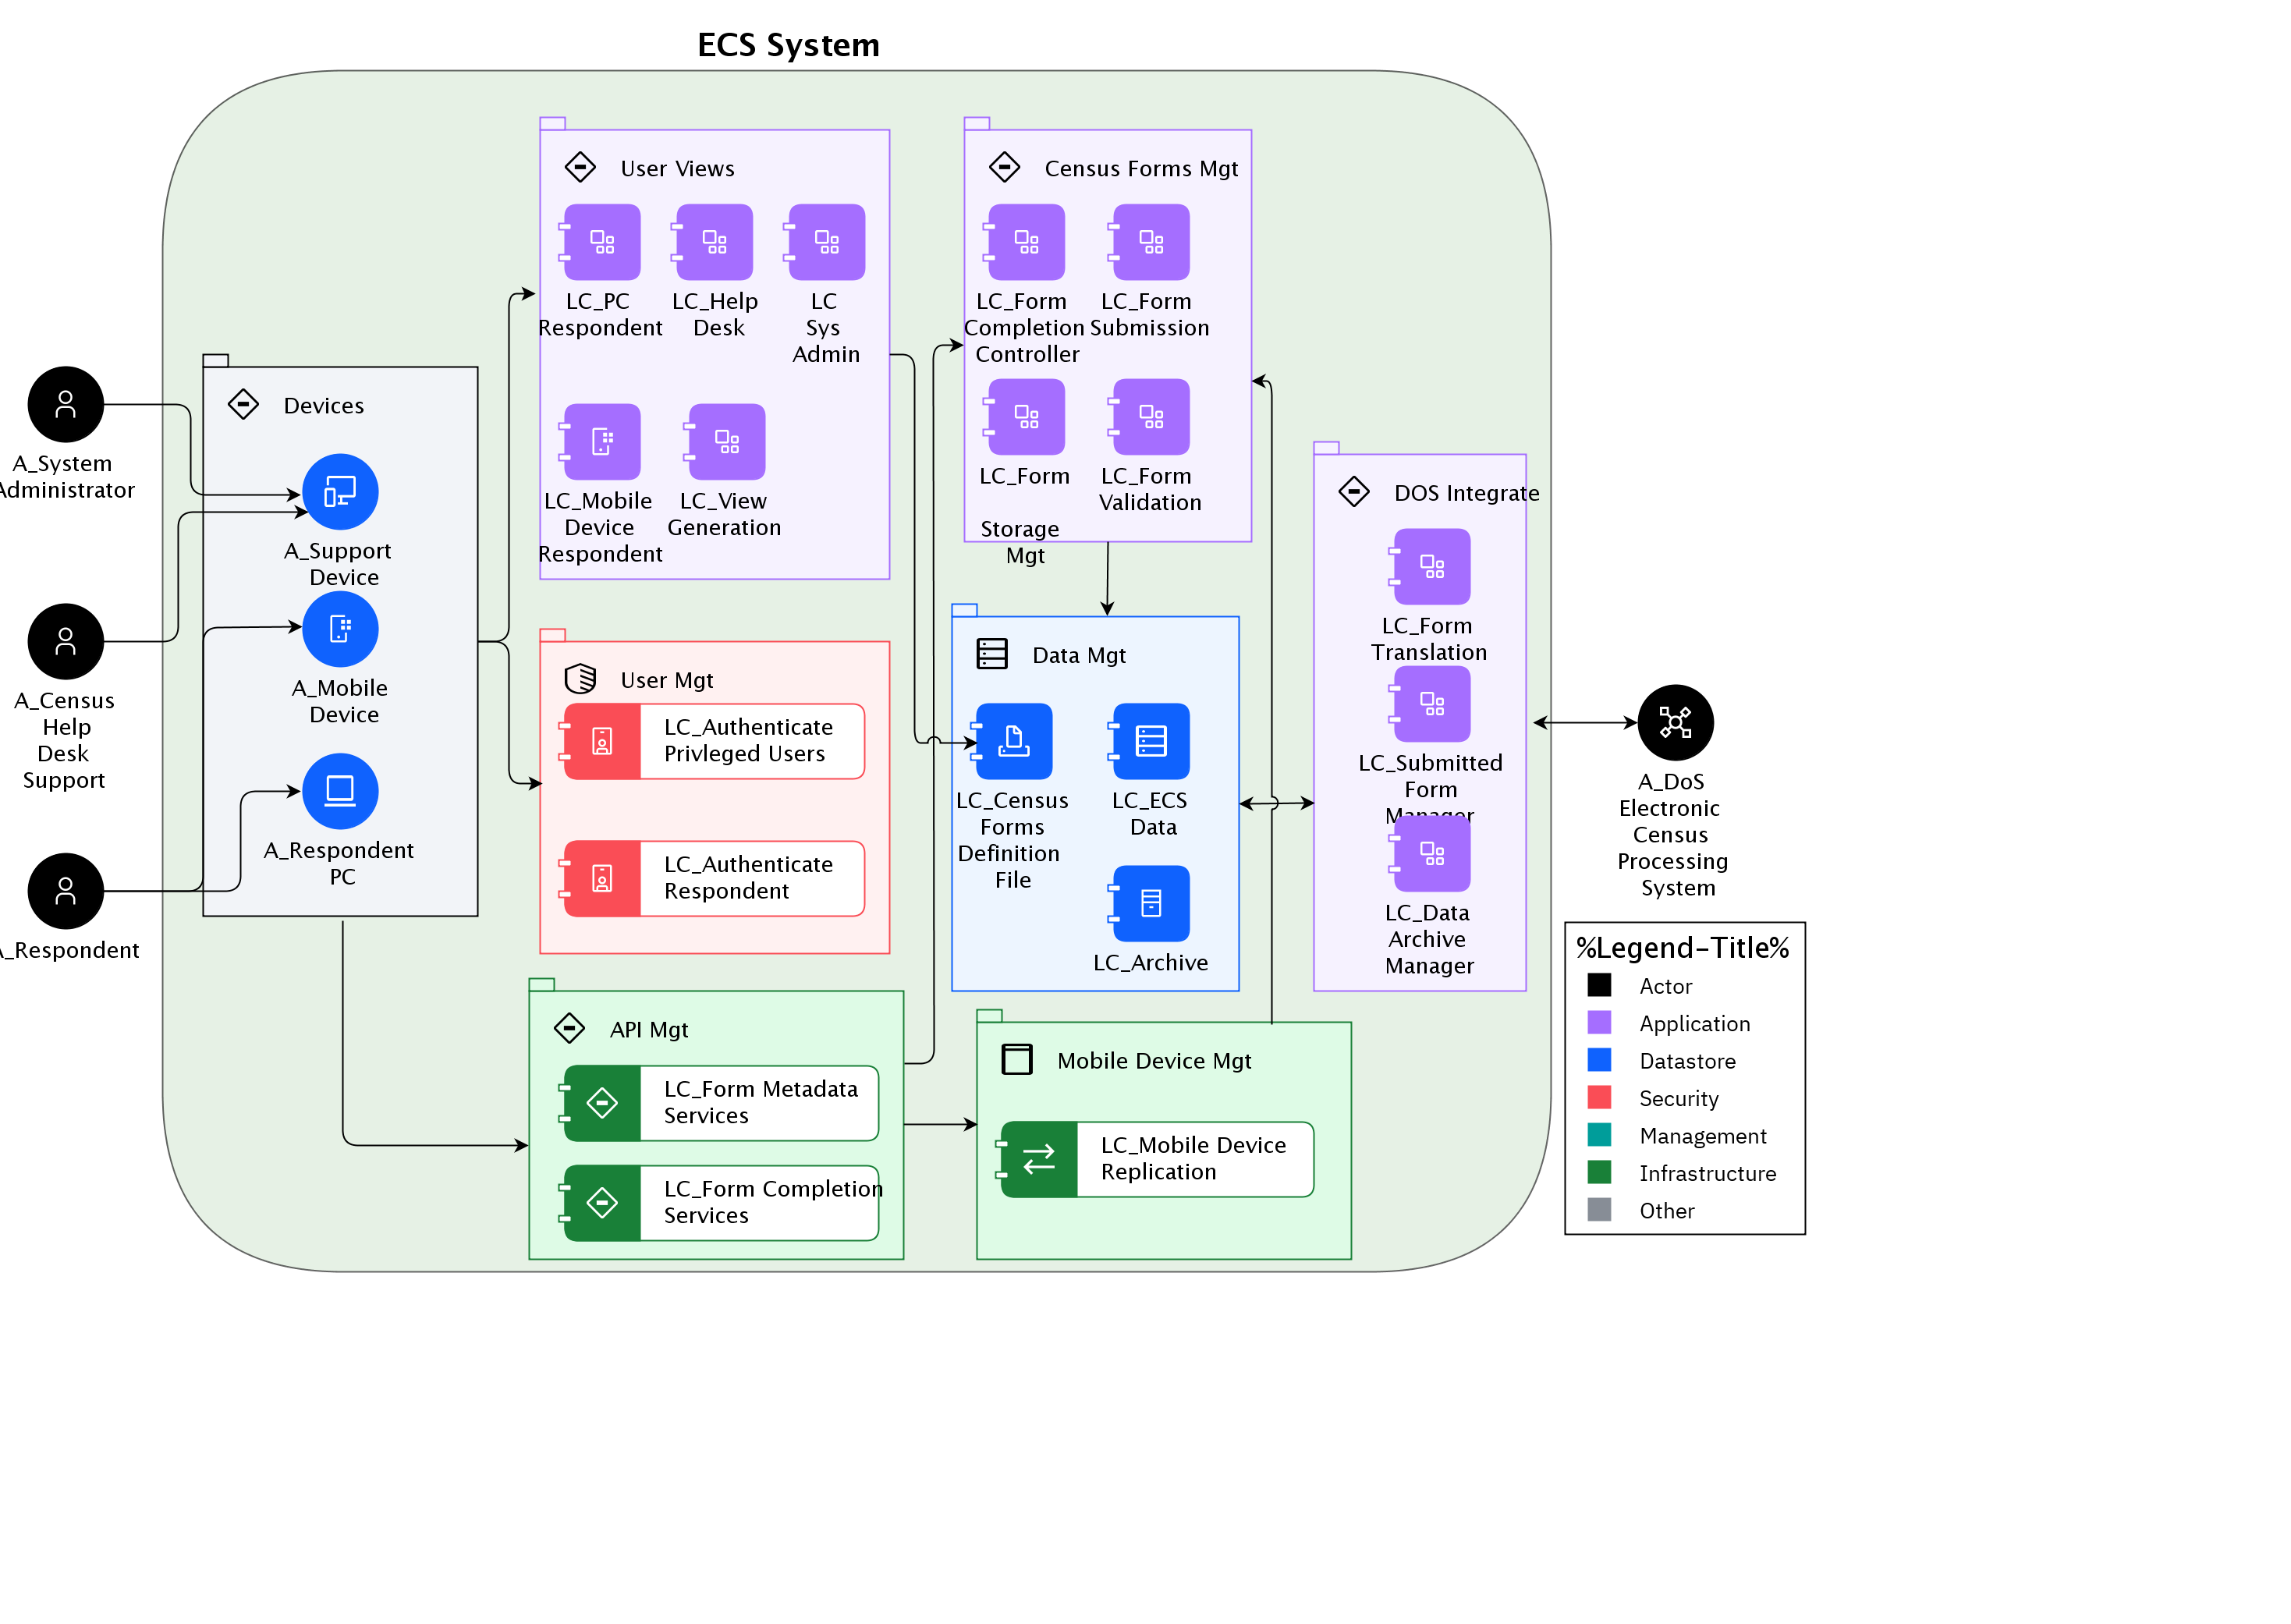 ECS System
A_System
Administrator
A_Census
Help
Desk
Support
A_Respondent
Devices
A_Support
Device
A_Mobile
Device
A_Respondent
PC
User Views
LC_PC
Respondent
LC_Help
Desk
LC
Sys
Admin
LC_Mobile
Device
Respondent
LC_View
Generation
User Mgt
LC_Authenticate
Privleged Users
LC_Authenticate
Respondent
API Mgt
LC_Form Metadata
Services
LC_Form Completion
Services
Census Forms Mgt
LC_Form
Completion
Controller
LC_Form
Submission
LC_Form
Storage
Mgt
LC_Form
Validation
Data Mgt
LC_Census
Forms
Definition
File
LC_ECS
Data
LC_Archive
Mobile Device Mgt
LC_Mobile Device
Replication
DOS Integrate
LC_Form
Translation
LC_Submitted
Form
Manager
LC_Data
Archive
Manager
A_DoS
Electronic
Census
Processing
System
%Legend-Title%
Actor
Application
Datastore
Security
Management
Infrastructure
Other